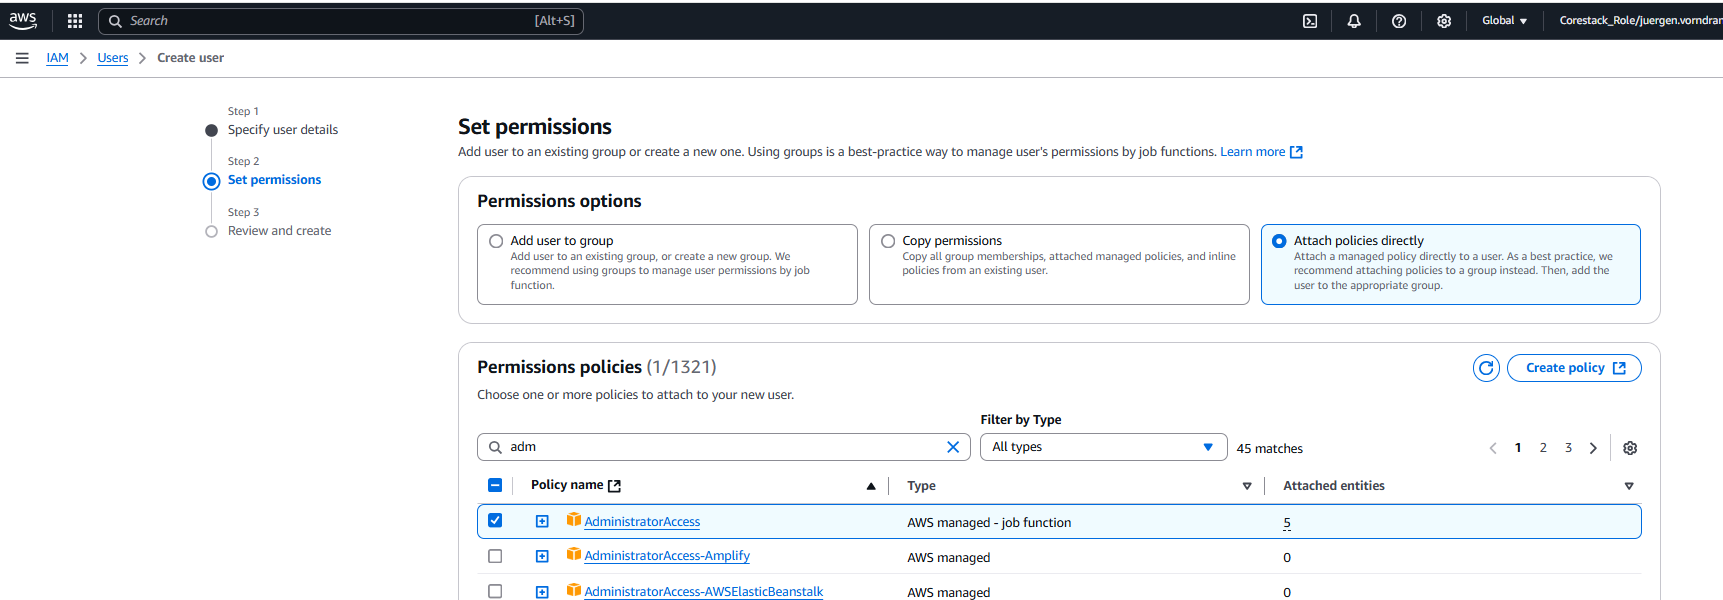 aws
Search [Alt+S]
Global
Corestack_Role/juergen.vorndran
IAM > Users > Create user
Step 1
Specify user details
Step 2
Set permissions
Step 3
Review and create
Set permissions
Add user to an existing group or create a new one. Using groups is a best-practice way to manage user's permissions by job functions. Learn more
Permissions options
Add user to group
Add user to an existing group, or create a new group. We
recommend using groups to manage user permissions by job
function.
Copy permissions
Copy all group memberships, attached managed policies, and inline
policies from an existing user.
Attach policies directly
Attach a managed policy directly to a user. As a best practice, we
recommend attaching policies to a group instead. Then, add the
user to the appropriate group.
Permissions policies (1/1321)
Create policy
Choose one or more policies to attach to your new user.
Filter by Type
adm
All types
45 matches
1 2 3
Policy name Type Attached entities
AdministratorAccess AWS managed - job function 5
AdministratorAccess-Amplify AWS managed 0
AdministratorAccess-AWSElasticBeanstalk AWS managed 0